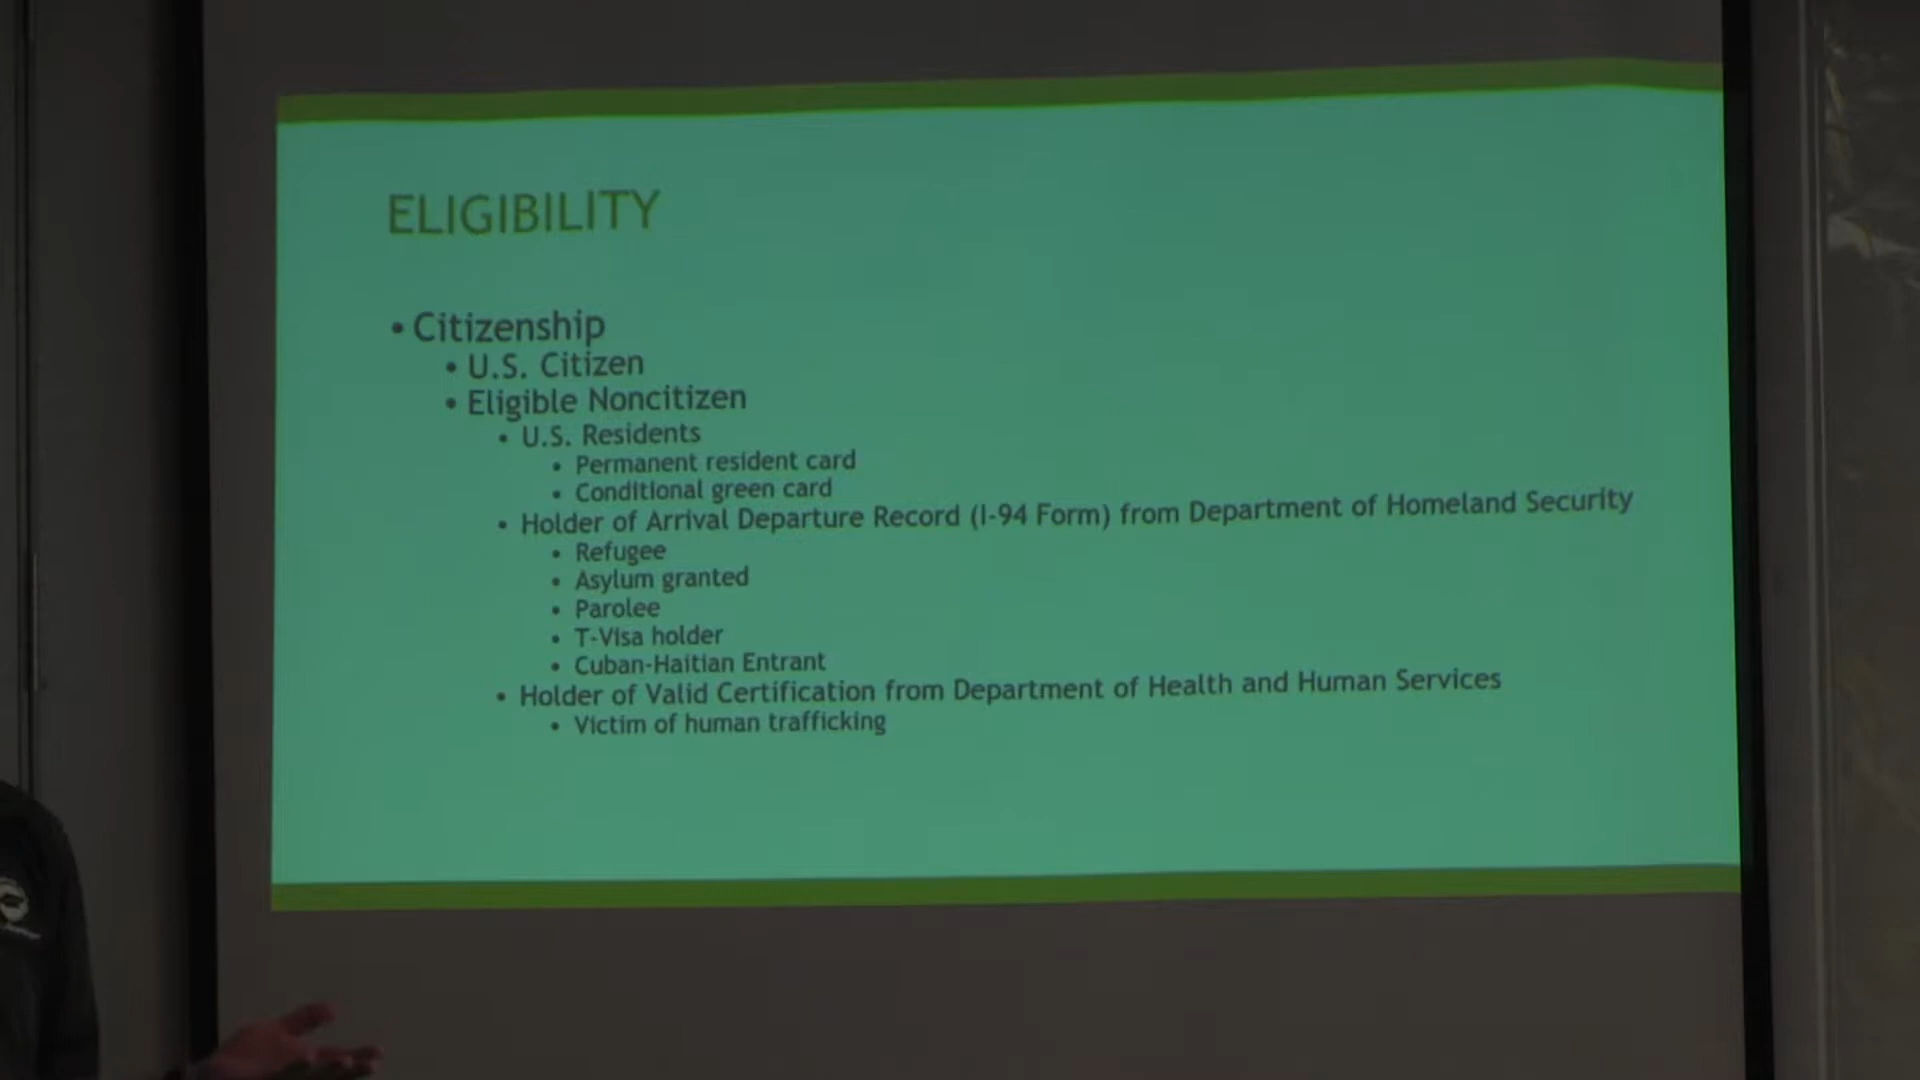 ELIGIBILITY
• Citizenship
• U.S. Citizen
• Eligible Noncitizen
• U.S. Residents
• Permanent resident card
• Conditional green card
• Holder of Arrival Departure Record (I-94 Form) from Department of Homeland Security
• Refugee
• Asylum granted
• Parolee
• T-Visa holder
• Cuban-Haitian Entrant
• Holder of Valid Certification from Department of Health and Human Services
• Victim of human trafficking